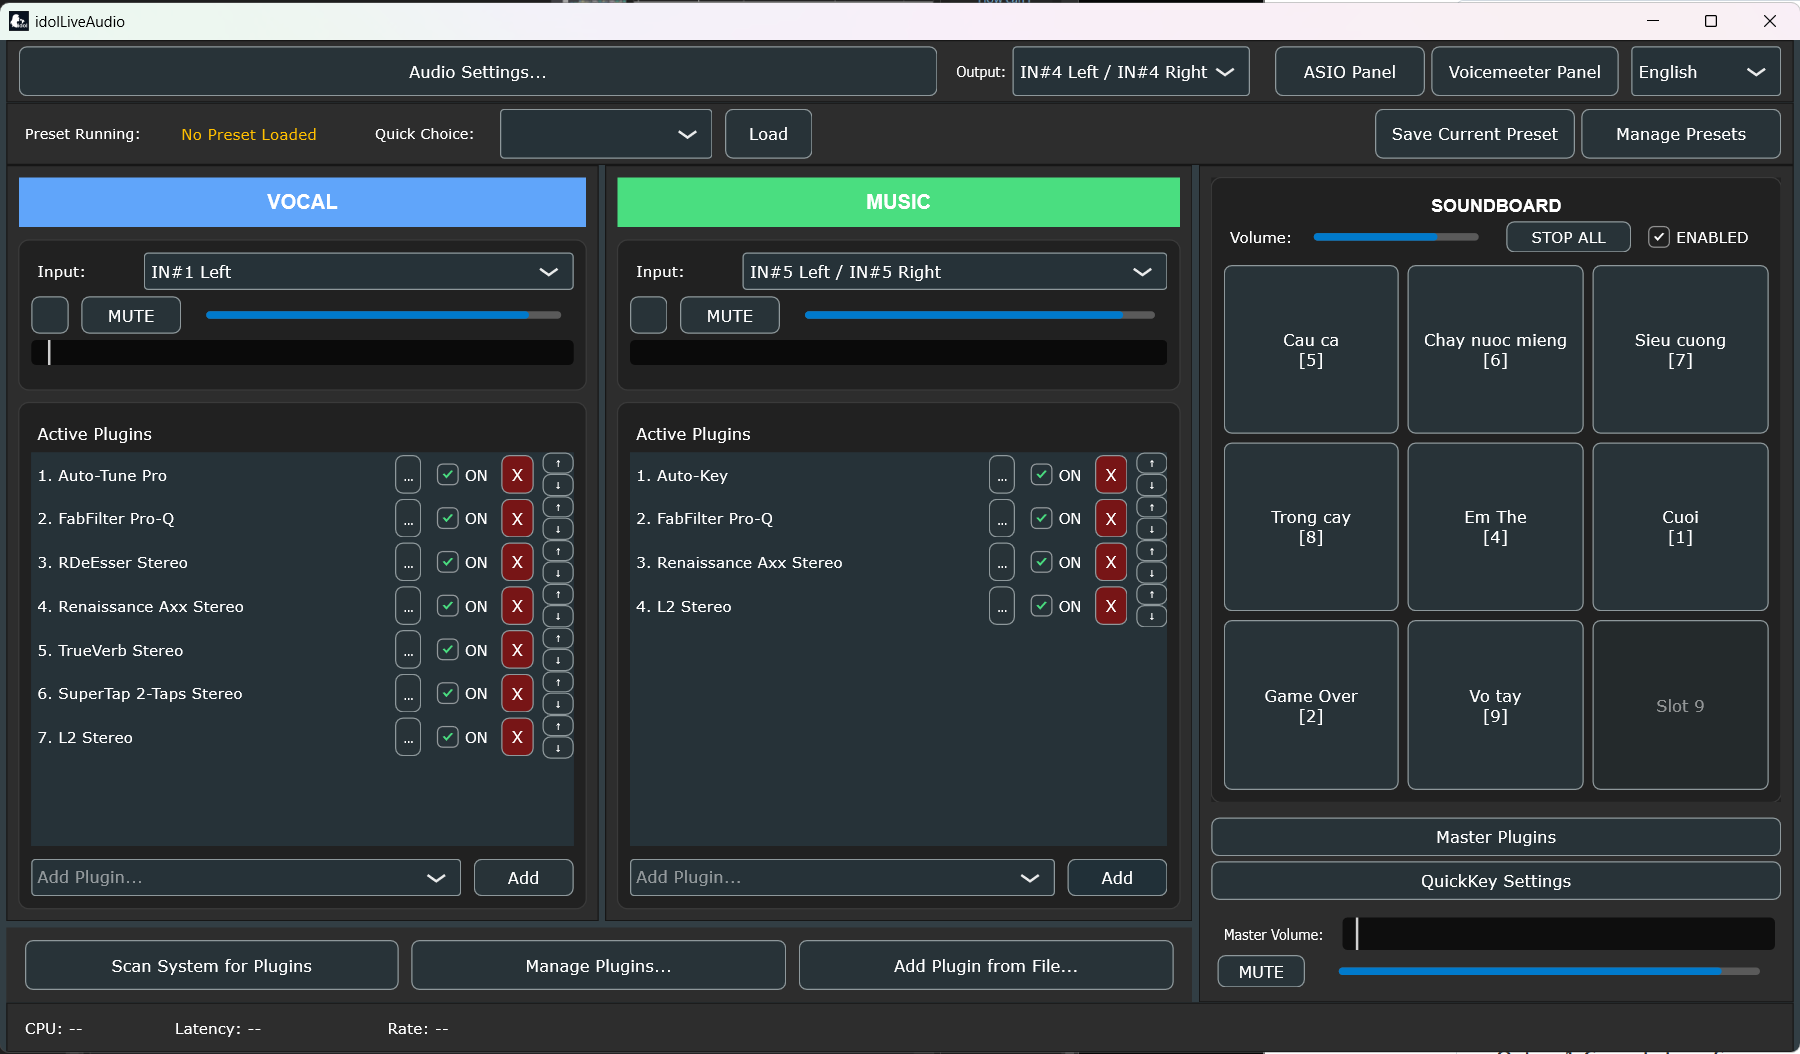 idolLiveAudio
Audio Settings...
Output:
IN#4 Left / IN#4 Right
ASIO Panel
Voicemeeter Panel
English
Preset Running:
No Preset Loaded
Quick Choice:
Load
Save Current Preset
Manage Presets
VOCAL
Input:
IN#1 Left
MUTE
Active Plugins
1. Auto-Tune Pro
... ON X ↑ ↓
2. FabFilter Pro-Q
... ON X ↑ ↓
3. RDeEsser Stereo
... ON X ↑ ↓
4. Renaissance Axx Stereo
... ON X ↑ ↓
5. TrueVerb Stereo
... ON X ↑ ↓
6. SuperTap 2-Taps Stereo
... ON X ↑ ↓
7. L2 Stereo
... ON X ↑ ↓
Add Plugin...
Add
MUSIC
Input:
IN#5 Left / IN#5 Right
MUTE
Active Plugins
1. Auto-Key
... ON X ↑ ↓
2. FabFilter Pro-Q
... ON X ↑ ↓
3. Renaissance Axx Stereo
... ON X ↑ ↓
4. L2 Stereo
... ON X ↑ ↓
Add Plugin...
Add
SOUNDBOARD
Volume:
STOP ALL
ENABLED
Cau ca
[5]
Chay nuoc mieng
[6]
Sieu cuong
[7]
Trong cay
[8]
Em The
[4]
Cuoi
[1]
Game Over
[2]
Vo tay
[9]
Slot 9
Master Plugins
QuickKey Settings
Master Volume:
MUTE
Scan System for Plugins
Manage Plugins...
Add Plugin from File...
CPU: --
Latency: --
Rate: --